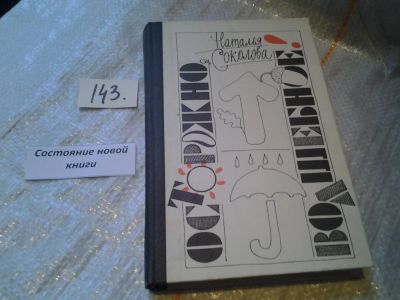 143.
Состояние новой
книги
Наталья
Соколова
ОСТОРОЖНО
ВОЛШЕБНОЕ!